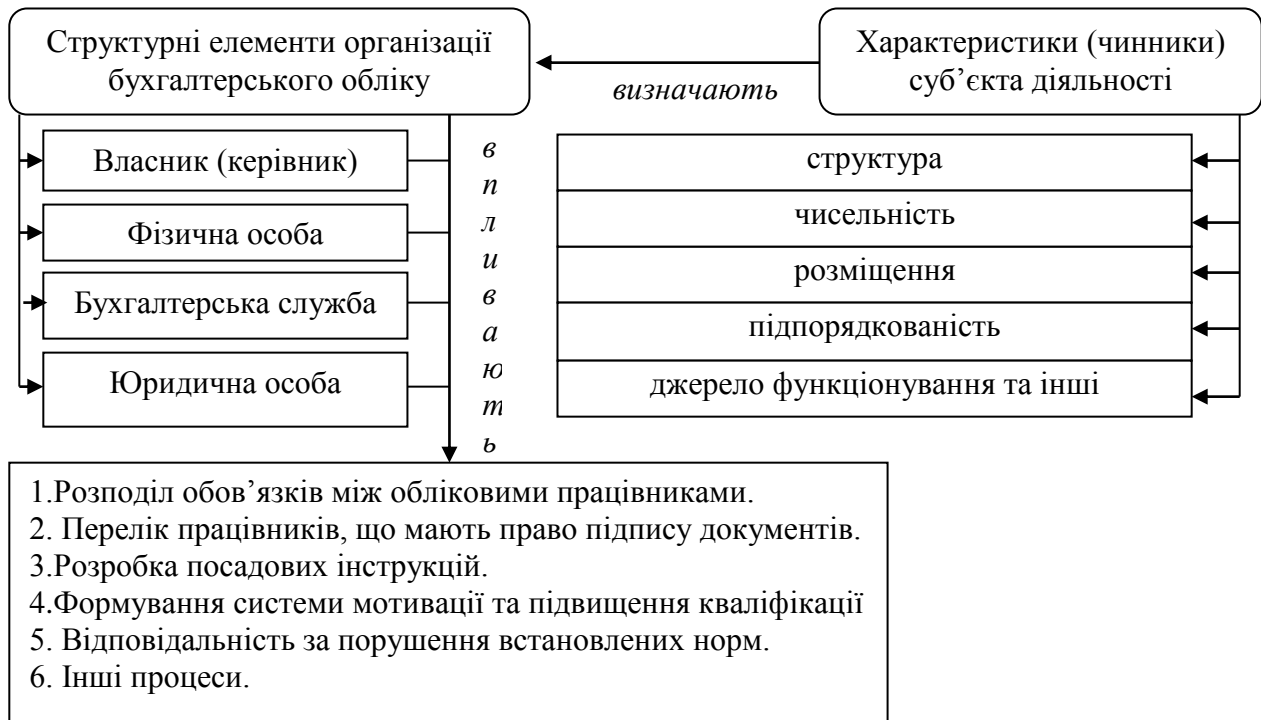 Структурні елементи організації
бухгалтерського обліку
визначають
Характеристики (чинники)
суб’єкта діяльності
Власник (керівник)
Фізична особа
Бухгалтерська служба
Юридична особа
впливають
структура
чисельність
розміщення
підпорядкованість
джерело функціонування та інші
1.Розподіл обов’язків між обліковими працівниками.
2. Перелік працівників, що мають право підпису документів.
3.Розробка посадових інструкцій.
4.Формування системи мотивації та підвищення кваліфікації
5. Відповідальність за порушення встановлених норм.
6. Інші процеси.